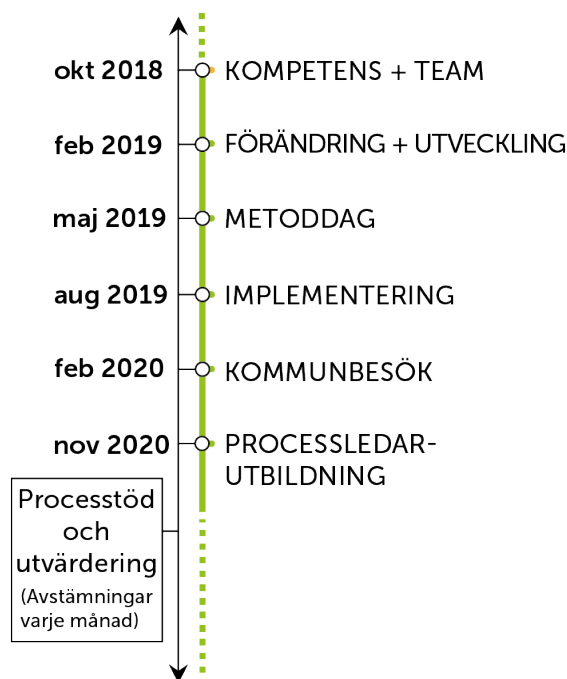 okt 2018 KOMPETENS + TEAM
feb 2019 FÖRÄNDRING + UTVECKLING
maj 2019 METODDAG
aug 2019 IMPLEMENTERING
feb 2020 KOMMUNBESÖK
nov 2020 PROCESSLEDAR-
UTBILDNING
Processtöd
och
utvärdering
(Avstämningar
varje månad)